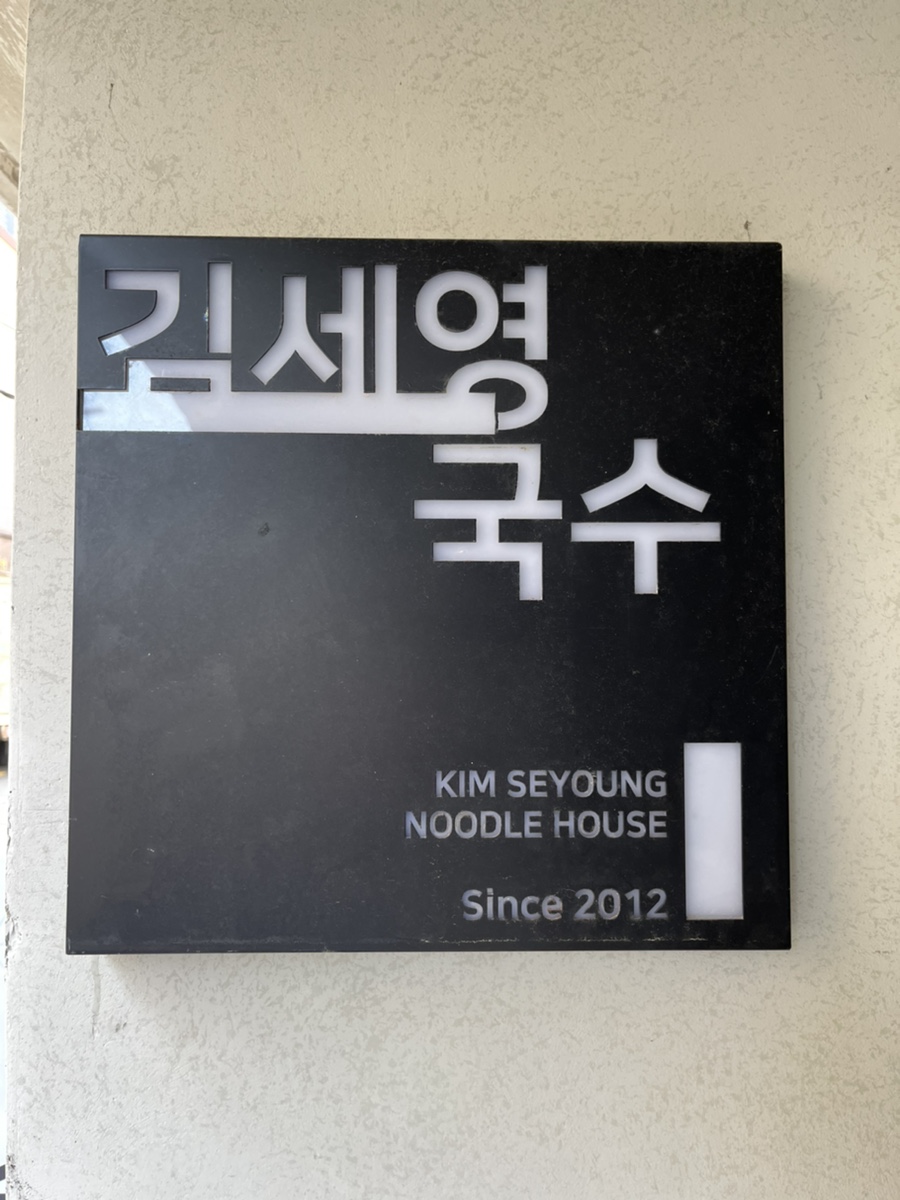 김세영
국수
KIM SEYOUNG
NOODLE HOUSE
Since 2012